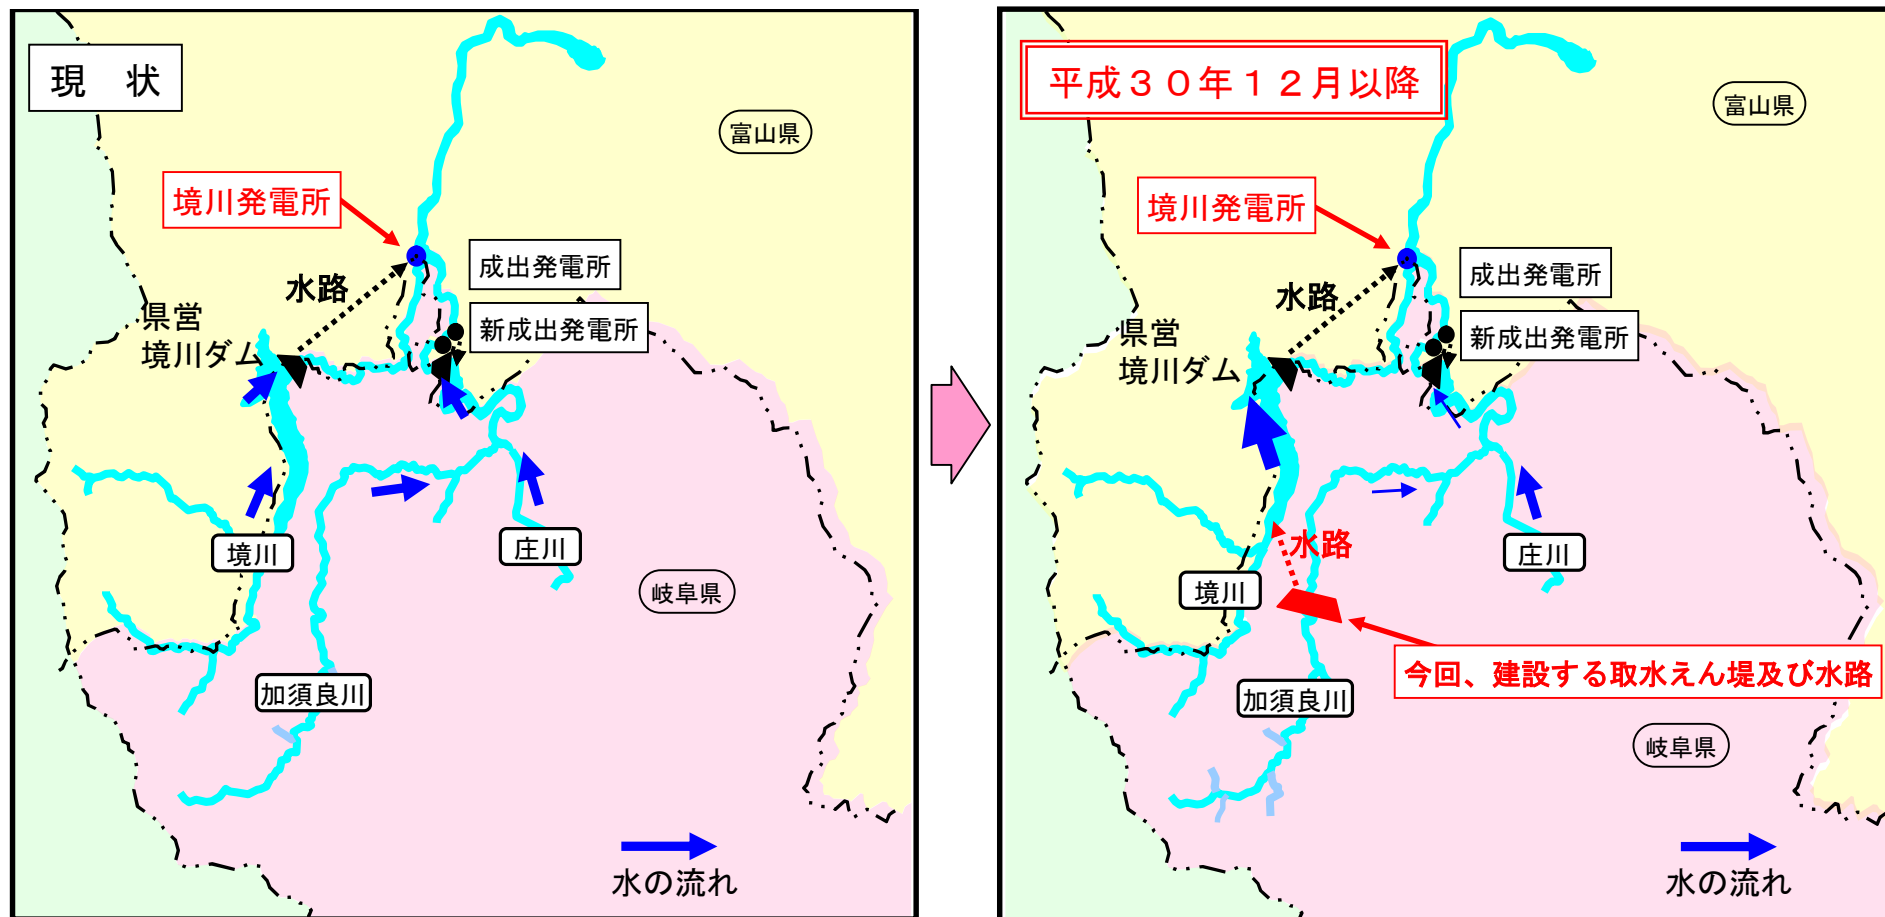 現　状
富山県
境川発電所
成出発電所
水路
県営
境川ダム
新成出発電所
境川
庄川
岐阜県
加須良川
水の流れ
平成３０年１２月以降
富山県
境川発電所
成出発電所
水路
県営
境川ダム
新成出発電所
水路
庄川
境川
今回、建設する取水えん堤及び水路
加須良川
岐阜県
水の流れ